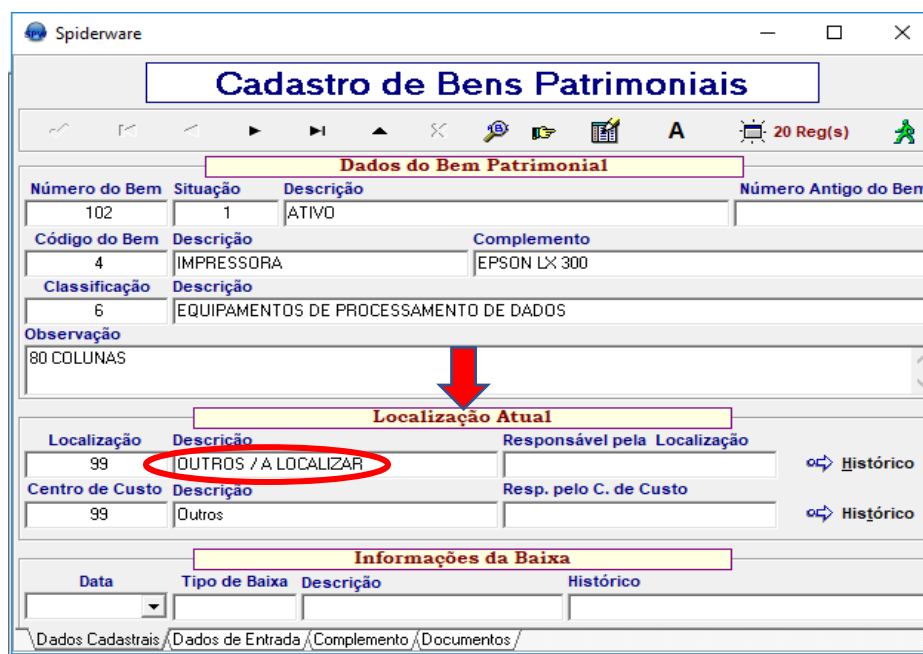 Spiderware
Cadastro de Bens Patrimoniais
A 20 Reg(s)
Dados do Bem Patrimonial
Número do Bem Situação Descrição Número Antigo do Bem
102 1 ATIVO
Código do Bem Descrição Complemento
4 IMPRESSORA EPSON LX 300
Classificação Descrição
6 EQUIPAMENTOS DE PROCESSAMENTO DE DADOS
Observação
80 COLUNAS
Localização Atual
Localização Descrição Responsável pela Localização
99 OUTROS / A LOCALIZAR Histórico
Centro de Custo Descrição Resp. pelo C. de Custo
99 Outros Histórico
Informações da Baixa
Data Tipo de Baixa Descrição Histórico
Dados Cadastrais Dados de Entrada Complemento Documentos